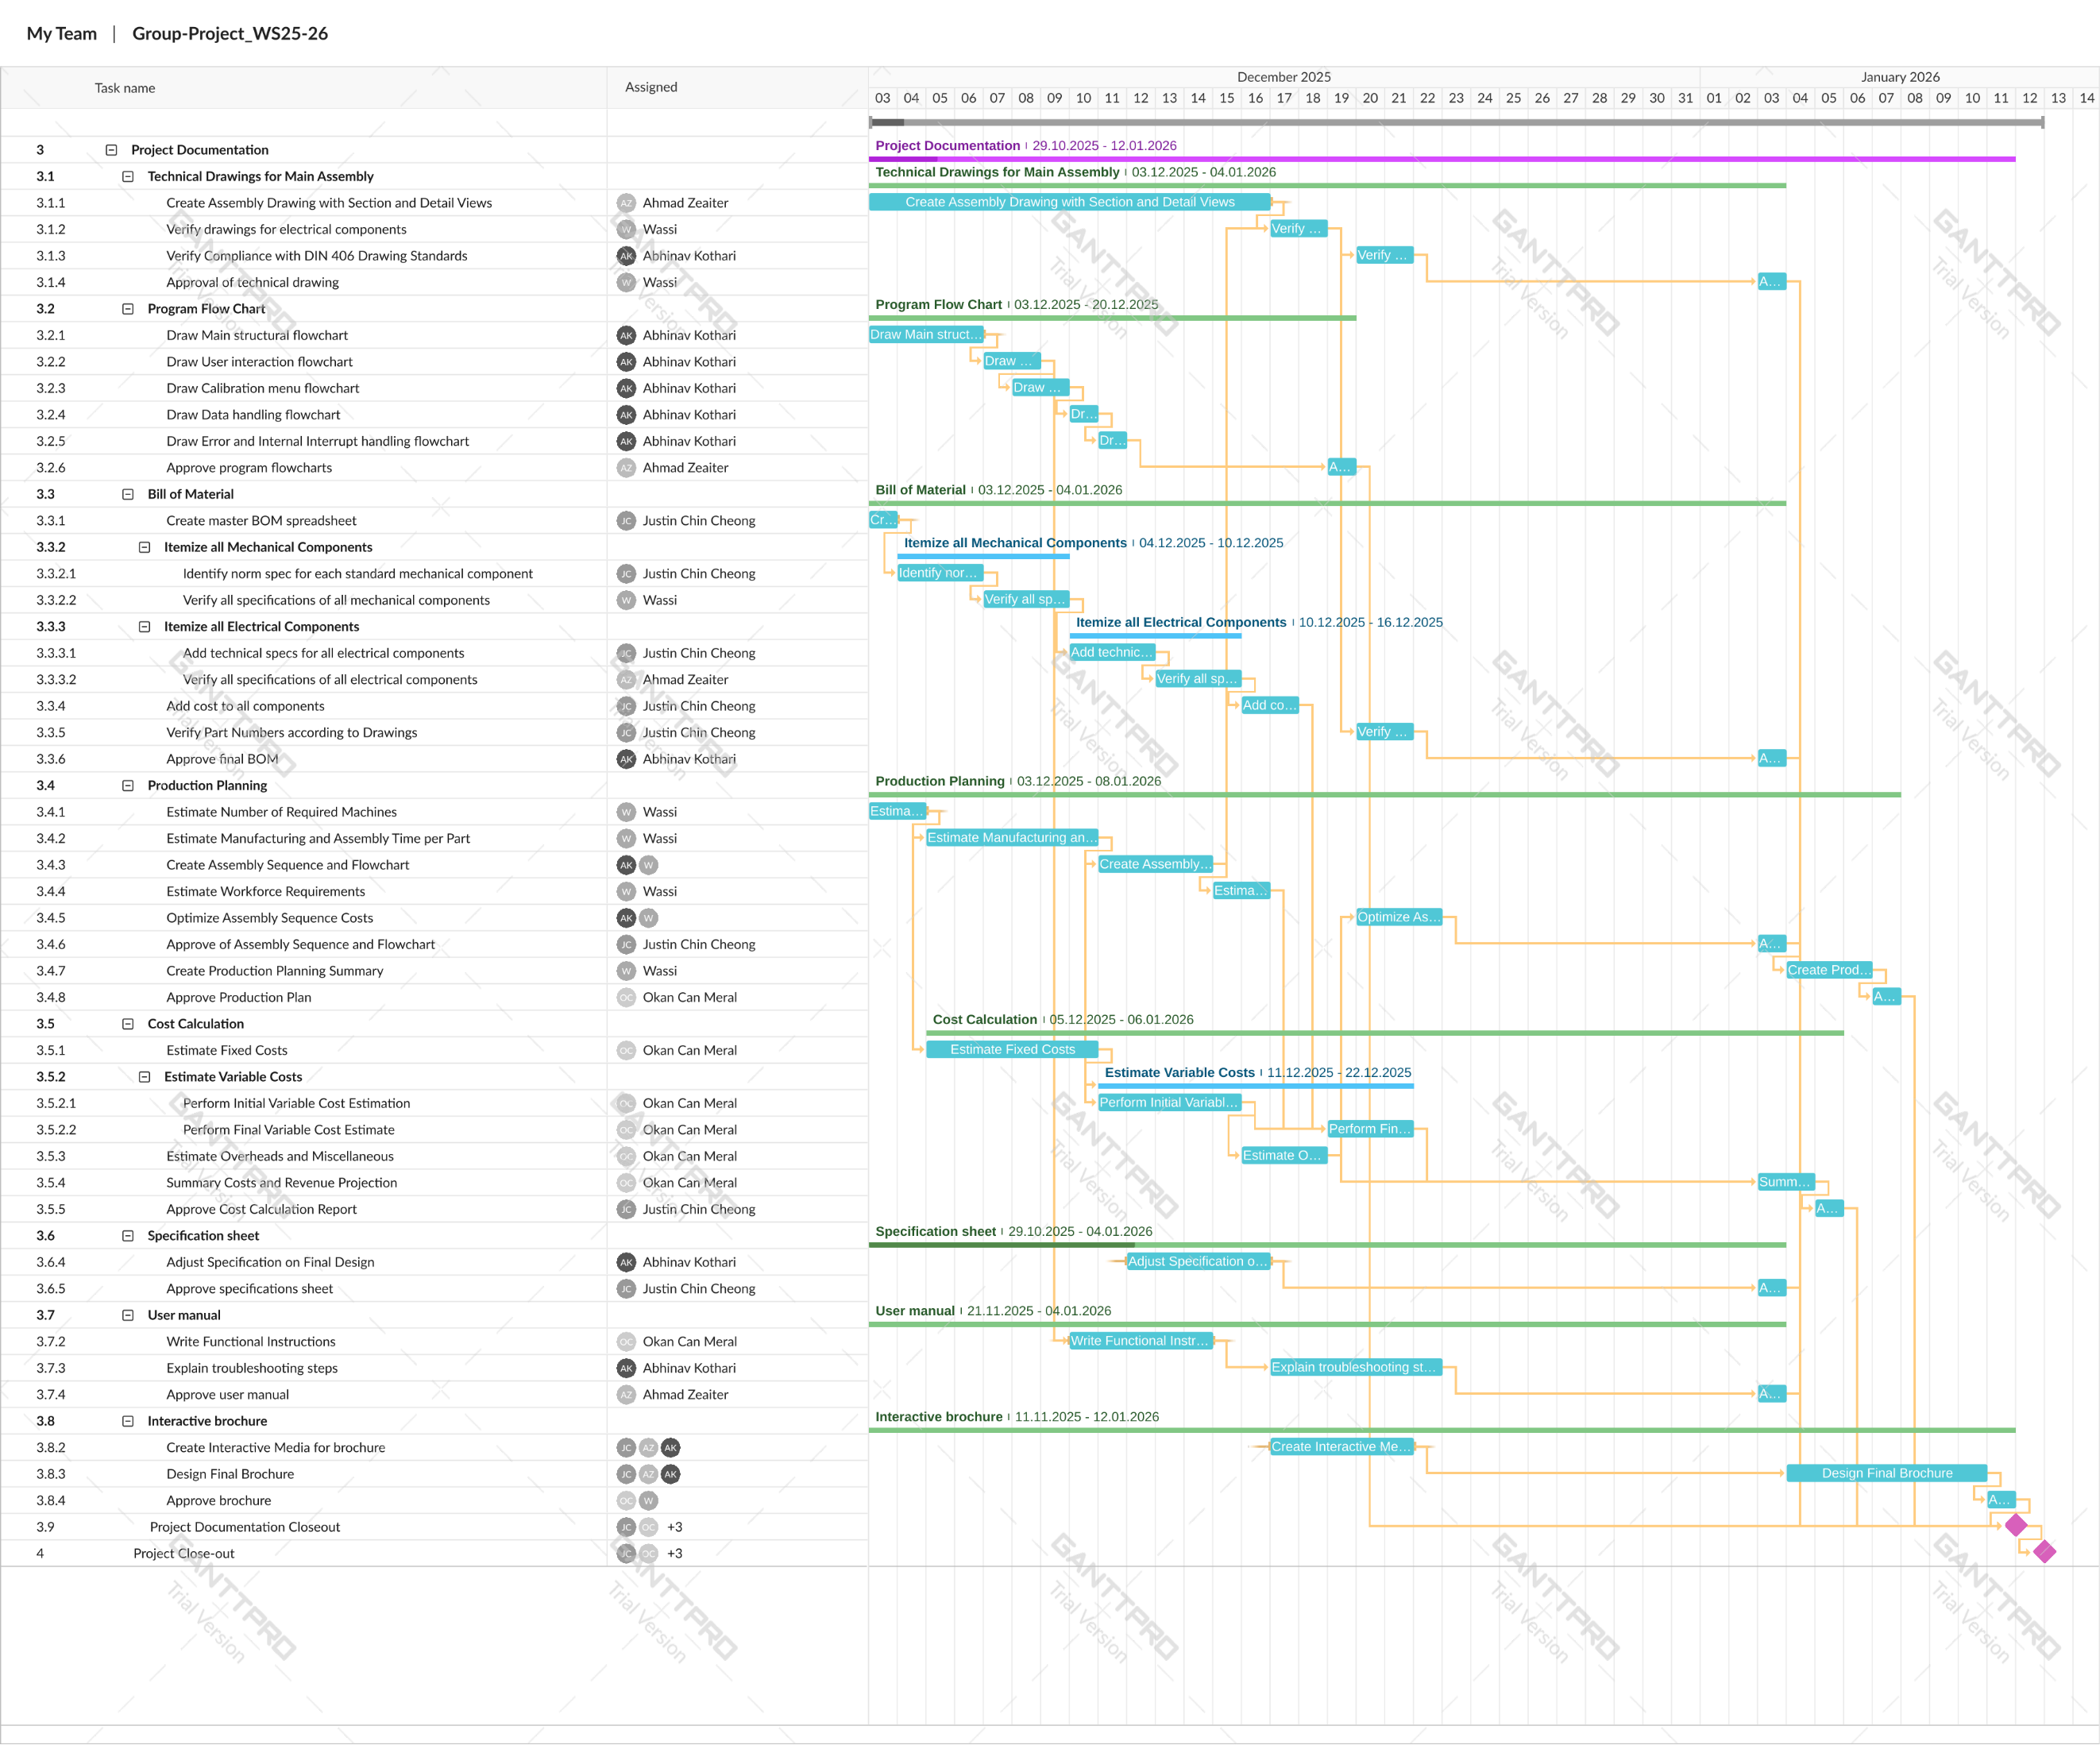 My Team | Group-Project_WS25-26
Task name Assigned December 2025 January 2026
03 04 05 06 07 08 09 10 11 12 13 14 15 16 17 18 19 20 21 22 23 24 25 26 27 28 29 30 31 01 02 03 04 05 06 07 08 09 10 11 12 13 14
3 Project Documentation Project Documentation 29.10.2025 - 12.01.2026
3.1 Technical Drawings for Main Assembly Technical Drawings for Main Assembly 03.12.2025 - 04.01.2026
3.1.1 Create Assembly Drawing with Section and Detail Views AZ Ahmad Zeaiter Create Assembly Drawing with Section and Detail Views
3.1.2 Verify drawings for electrical components W Wassi Verify ...
3.1.3 Verify Compliance with DIN 406 Drawing Standards AK Abhinav Kothari Verify ...
3.1.4 Approval of technical drawing W Wassi A...
3.2 Program Flow Chart Program Flow Chart 03.12.2025 - 20.12.2025
3.2.1 Draw Main structural flowchart AK Abhinav Kothari Draw Main struct...
3.2.2 Draw User interaction flowchart AK Abhinav Kothari Draw ...
3.2.3 Draw Calibration menu flowchart AK Abhinav Kothari Draw ...
3.2.4 Draw Data handling flowchart AK Abhinav Kothari Dr...
3.2.5 Draw Error and Internal Interrupt handling flowchart AK Abhinav Kothari Dr...
3.2.6 Approve program flowcharts AZ Ahmad Zeaiter A...
3.3 Bill of Material Bill of Material 03.12.2025 - 04.01.2026
3.3.1 Create master BOM spreadsheet JC Justin Chin Cheong Cr...
3.3.2 Itemize all Mechanical Components Itemize all Mechanical Components 04.12.2025 - 10.12.2025
3.3.2.1 Identify norm spec for each standard mechanical component JC Justin Chin Cheong Identify nor...
3.3.2.2 Verify all specifications of all mechanical components W Wassi Verify all sp...
3.3.3 Itemize all Electrical Components Itemize all Electrical Components 10.12.2025 - 16.12.2025
3.3.3.1 Add technical specs for all electrical components JC Justin Chin Cheong Add technic...
3.3.3.2 Verify all specifications of all electrical components AZ Ahmad Zeaiter Verify all sp...
3.3.4 Add cost to all components JC Justin Chin Cheong Add co...
3.3.5 Verify Part Numbers according to Drawings JC Justin Chin Cheong Verify ...
3.3.6 Approve final BOM AK Abhinav Kothari A...
3.4 Production Planning Production Planning 03.12.2025 - 08.01.2026
3.4.1 Estimate Number of Required Machines W Wassi Estima...
3.4.2 Estimate Manufacturing and Assembly Time per Part W Wassi Estimate Manufacturing an...
3.4.3 Create Assembly Sequence and Flowchart AK W Create Assembly...
3.4.4 Estimate Workforce Requirements W Wassi Estima...
3.4.5 Optimize Assembly Sequence Costs AK W Optimize As...
3.4.6 Approve of Assembly Sequence and Flowchart JC Justin Chin Cheong A...
3.4.7 Create Production Planning Summary W Wassi Create Prod...
3.4.8 Approve Production Plan OC Okan Can Meral A...
3.5 Cost Calculation Cost Calculation 05.12.2025 - 06.01.2026
3.5.1 Estimate Fixed Costs OC Okan Can Meral Estimate Fixed Costs
3.5.2 Estimate Variable Costs Estimate Variable Costs 11.12.2025 - 22.12.2025
3.5.2.1 Perform Initial Variable Cost Estimation OC Okan Can Meral Perform Initial Variabl...
3.5.2.2 Perform Final Variable Cost Estimate OC Okan Can Meral Perform Fin...
3.5.3 Estimate Overheads and Miscellaneous OC Okan Can Meral Estimate O...
3.5.4 Summary Costs and Revenue Projection OC Okan Can Meral Summ...
3.5.5 Approve Cost Calculation Report JC Justin Chin Cheong A...
3.6 Specification sheet Specification sheet 29.10.2025 - 04.01.2026
3.6.4 Adjust Specification on Final Design AK Abhinav Kothari Adjust Specification o...
3.6.5 Approve specifications sheet JC Justin Chin Cheong A...
3.7 User manual User manual 21.11.2025 - 04.01.2026
3.7.2 Write Functional Instructions OC Okan Can Meral Write Functional Instr...
3.7.3 Explain troubleshooting steps AK Abhinav Kothari Explain troubleshooting st...
3.7.4 Approve user manual AZ Ahmad Zeaiter A...
3.8 Interactive brochure Interactive brochure 11.11.2025 - 12.01.2026
3.8.2 Create Interactive Media for brochure JC AZ AK Create Interactive Me...
3.8.3 Design Final Brochure JC AZ AK Design Final Brochure
3.8.4 Approve brochure OC W A...
3.9 Project Documentation Closeout JC OC +3
4 Project Close-out JC OC +3
GANTTPRO
Trial Version